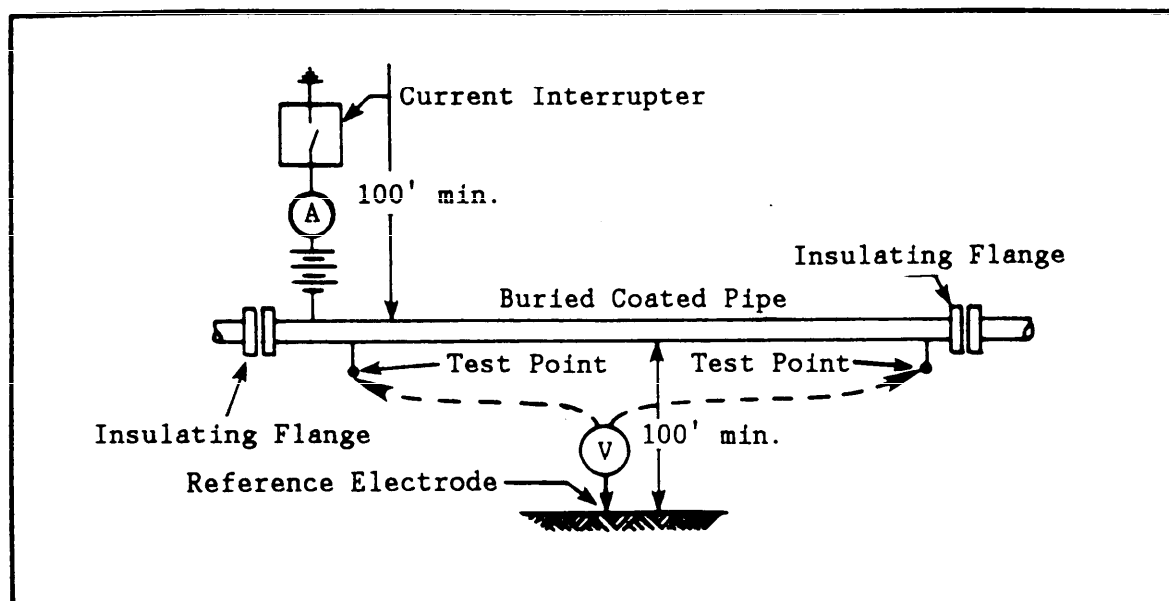 Current Interrupter
A
100' min.
Insulating Flange
Buried Coated Pipe
Test Point
Test Point
Insulating Flange
V
100' min.
Reference Electrode